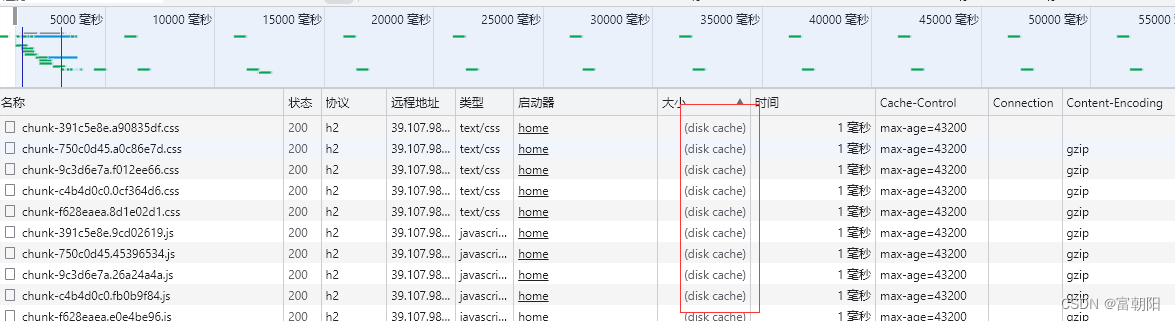 5000 毫秒 10000 毫秒 15000 毫秒 20000 毫秒 25000 毫秒 30000 毫秒 35000 毫秒 40000 毫秒 45000 毫秒 50000 毫秒 55000
名称 状态 协议 远程地址 类型 启动器 大小 时间 Cache-Control Connection Content-Encoding
chunk-391c5e8e.a90835df.css 200 h2 39.107.98... text/css home (disk cache) 1 毫秒 max-age=43200
chunk-750c0d45.a0c86e7d.css 200 h2 39.107.98... text/css home (disk cache) 1 毫秒 max-age=43200 gzip
chunk-9c3d6e7a.f012ee66.css 200 h2 39.107.98... text/css home (disk cache) 1 毫秒 max-age=43200 gzip
chunk-c4b4d0c0.0cf364d6.css 200 h2 39.107.98... text/css home (disk cache) 1 毫秒 max-age=43200 gzip
chunk-f628eaea.8d1e02d1.css 200 h2 39.107.98... text/css home (disk cache) 1 毫秒 max-age=43200 gzip
chunk-391c5e8e.9cd02619.js 200 h2 39.107.98... javascri... home (disk cache) 1 毫秒 max-age=43200 gzip
chunk-750c0d45.45396534.js 200 h2 39.107.98... javascri... home (disk cache) 1 毫秒 max-age=43200 gzip
chunk-9c3d6e7a.26a24a4a.js 200 h2 39.107.98... javascri... home (disk cache) 1 毫秒 max-age=43200 gzip
chunk-c4b4d0c0.fb0b9f84.js 200 h2 39.107.98... javascri... home (disk cache) 1 毫秒 max-age=43200 gzip
chunk-f628eaea.e0e4be96.js 200 h2 39.107.98... javascri... home (disk cache) 1 毫秒 max-age=43200 gzip
CSDN @富朝阳